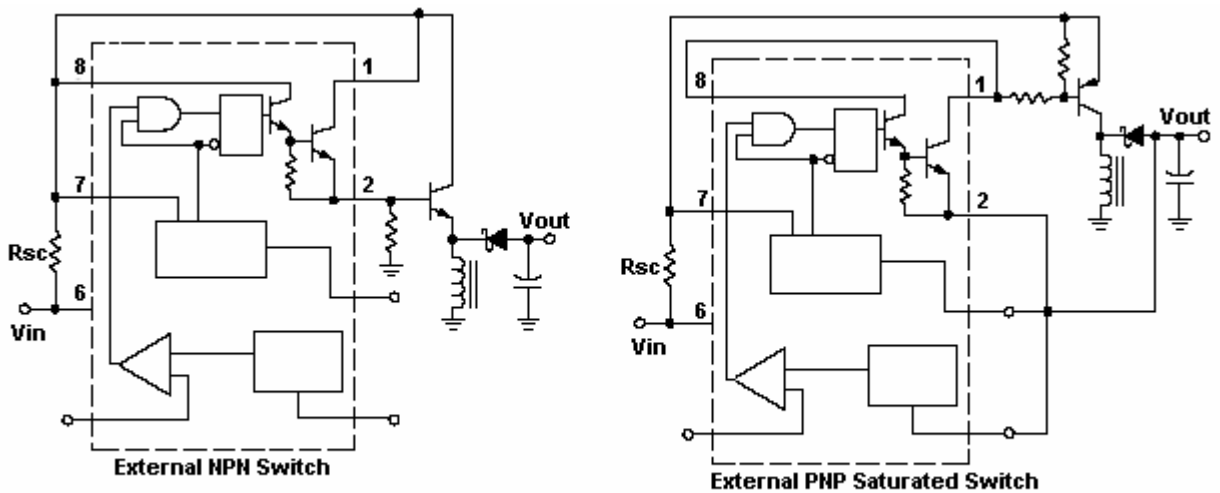 8
1
7
2
Rsc
6
Vin
Vout
External NPN Switch
8
1
7
2
Rsc
6
Vin
Vout
External PNP Saturated Switch